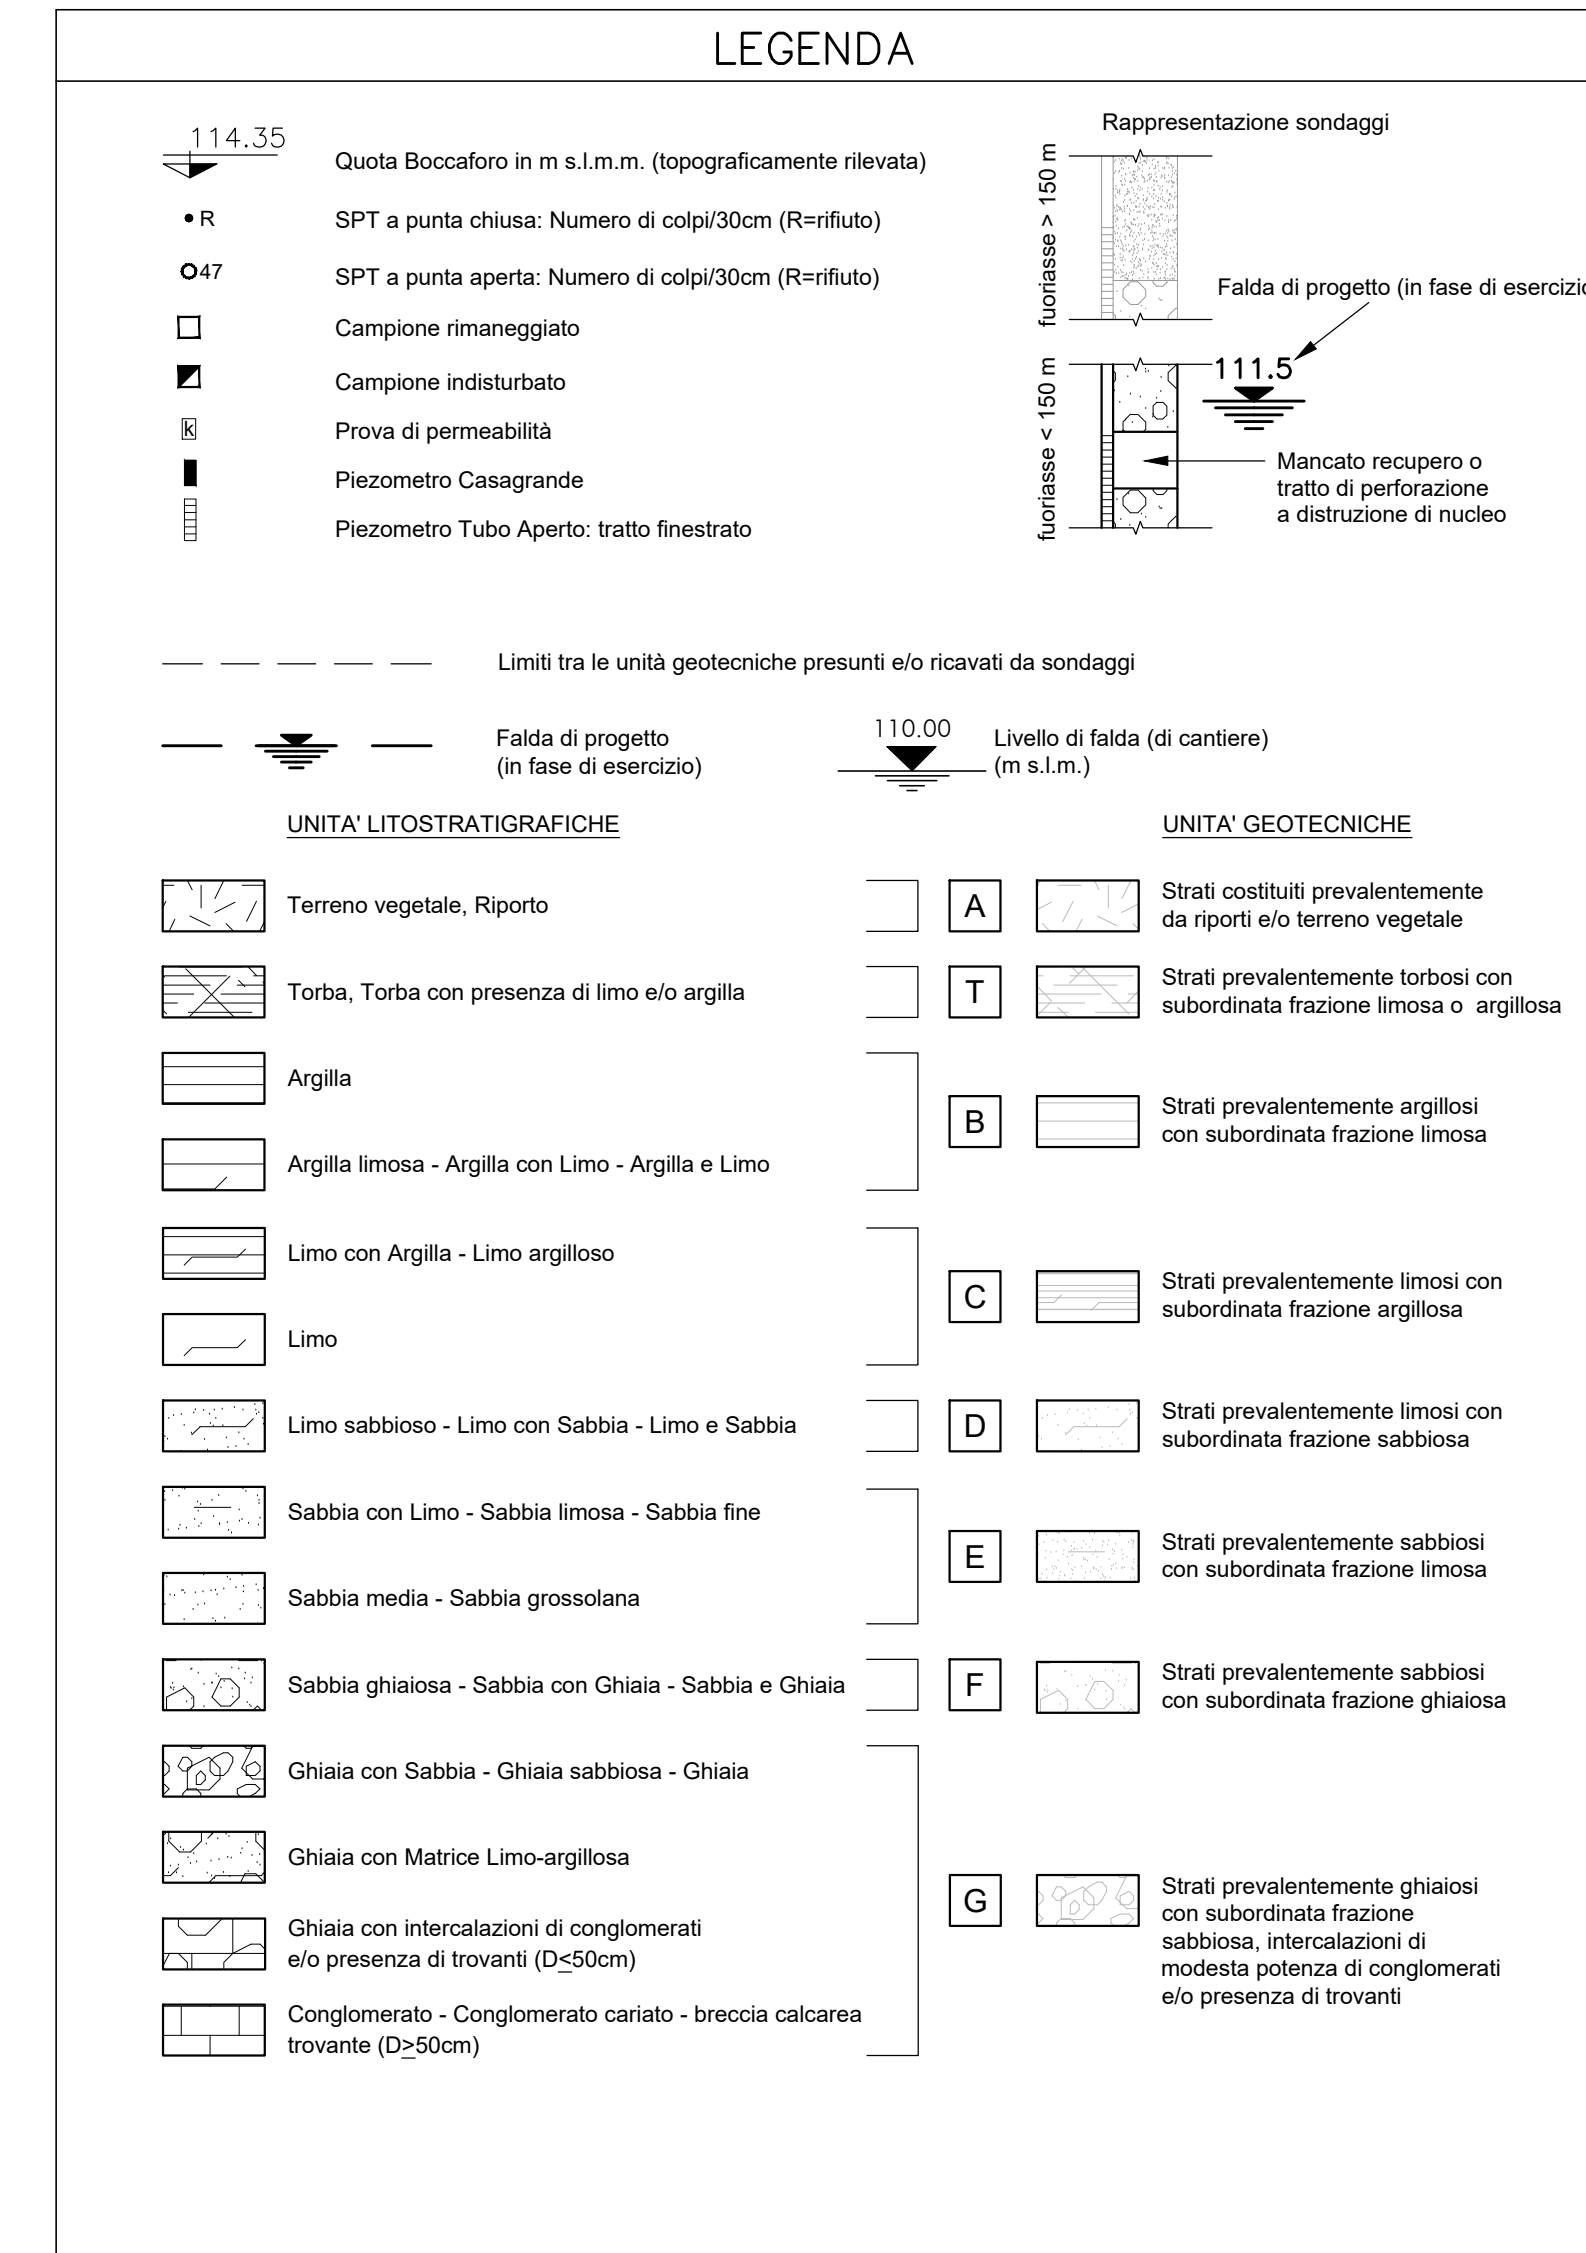 LEGENDA
114.35
Quota Boccaforo in m s.l.m.m. (topograficamente rilevata)
R
SPT a punta chiusa: Numero di colpi/30cm (R=rifiuto)
47
SPT a punta aperta: Numero di colpi/30cm (R=rifiuto)
Campione rimaneggiato
Campione indisturbato
k
Prova di permeabilità
Piezometro Casagrande
Piezometro Tubo Aperto: tratto finestrato
Rappresentazione sondaggi
fuoriasse > 150 m
Falda di progetto (in fase di esercizio
fuoriasse < 150 m
111.5
Mancato recupero o
tratto di perforazione
a distruzione di nucleo
Limiti tra le unità geotecniche presunti e/o ricavati da sondaggi
Falda di progetto
(in fase di esercizio)
110.00
Livello di falda (di cantiere)
(m s.l.m.)
UNITA' LITOSTRATIGRAFICHE
UNITA' GEOTECNICHE
Terreno vegetale, Riporto
A
Strati costituiti prevalentemente
da riporti e/o terreno vegetale
Torba, Torba con presenza di limo e/o argilla
T
Strati prevalentemente torbosi con
subordinata frazione limosa o argillosa
Argilla
Argilla limosa - Argilla con Limo - Argilla e Limo
B
Strati prevalentemente argillosi
con subordinata frazione limosa
Limo con Argilla - Limo argilloso
Limo
C
Strati prevalentemente limosi con
subordinata frazione argillosa
Limo sabbioso - Limo con Sabbia - Limo e Sabbia
D
Strati prevalentemente limosi con
subordinata frazione sabbiosa
Sabbia con Limo - Sabbia limosa - Sabbia fine
Sabbia media - Sabbia grossolana
E
Strati prevalentemente sabbiosi
con subordinata frazione limosa
Sabbia ghiaiosa - Sabbia con Ghiaia - Sabbia e Ghiaia
F
Strati prevalentemente sabbiosi
con subordinata frazione ghiaiosa
Ghiaia con Sabbia - Ghiaia sabbiosa - Ghiaia
Ghiaia con Matrice Limo-argillosa
Ghiaia con intercalazioni di conglomerati
e/o presenza di trovanti (D≤50cm)
Conglomerato - Conglomerato cariato - breccia calcarea
trovante (D≥50cm)
G
Strati prevalentemente ghiaiosi
con subordinata frazione
sabbiosa, intercalazioni di
modesta potenza di conglomerati
e/o presenza di trovanti